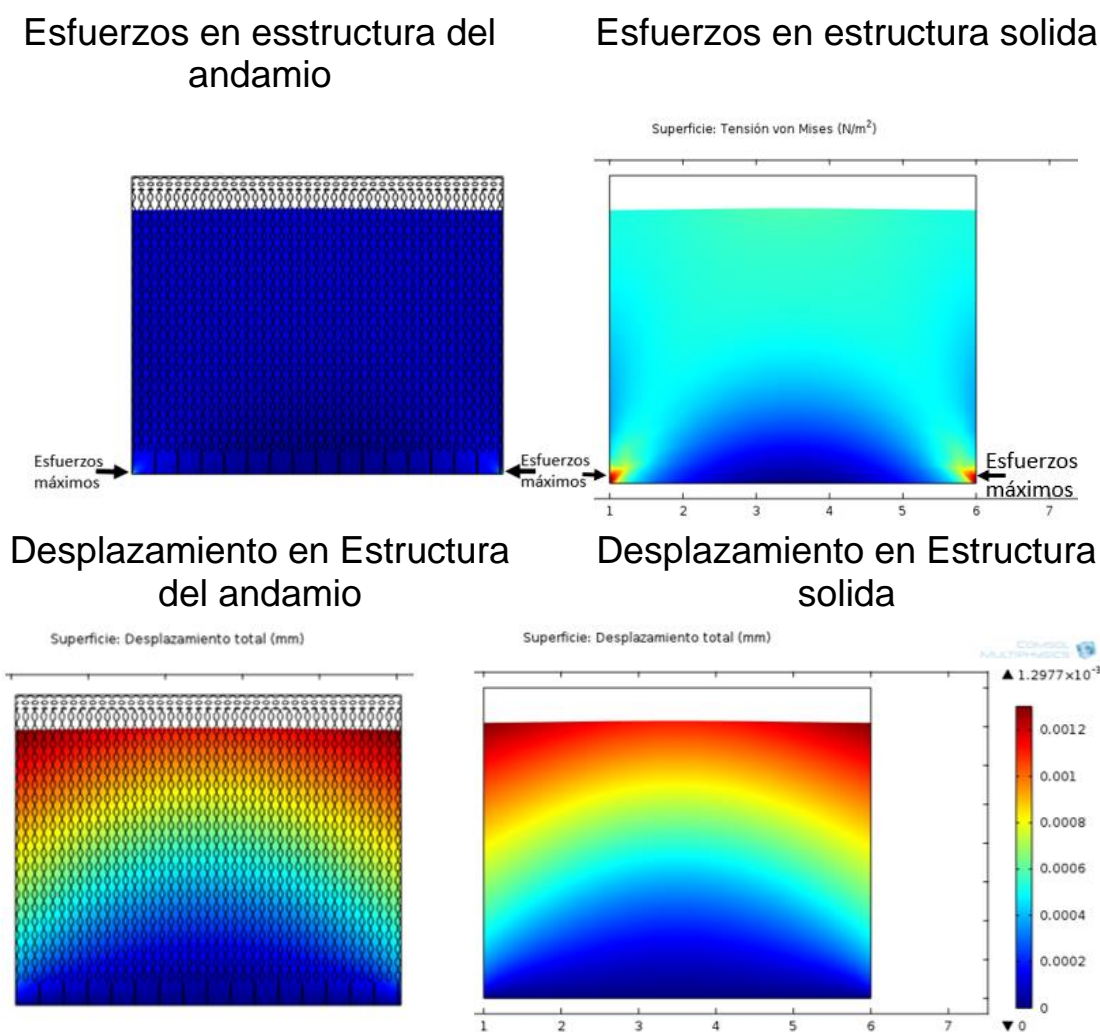 Esfuerzos en esstructura del
andamio
Esfuerzos en estructura solida
Superficie: Tensión von Mises (N/m²)
Esfuerzos
máximos
Esfuerzos
máximos
Esfuerzos
máximos
1 2 3 4 5 6 7
Desplazamiento en Estructura
del andamio
Desplazamiento en Estructura
solida
Superficie: Desplazamiento total (mm)
Superficie: Desplazamiento total (mm)
COMSOL
MULTIPHYSICS
▲ 1.2977×10⁻³
0.0012
0.001
0.0008
0.0006
0.0004
0.0002
0
▼ 0
1 2 3 4 5 6 7